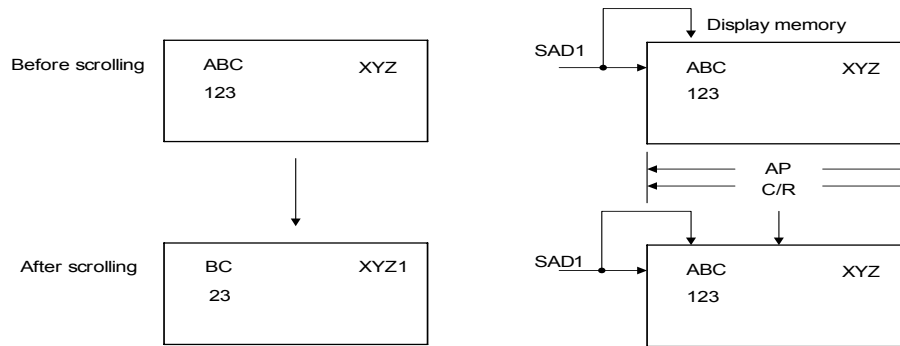 Before scrolling
ABC XYZ
123
After scrolling
BC XYZ1
23
Display memory
SAD1
ABC XYZ
123
AP
C/R
SAD1
ABC XYZ
123